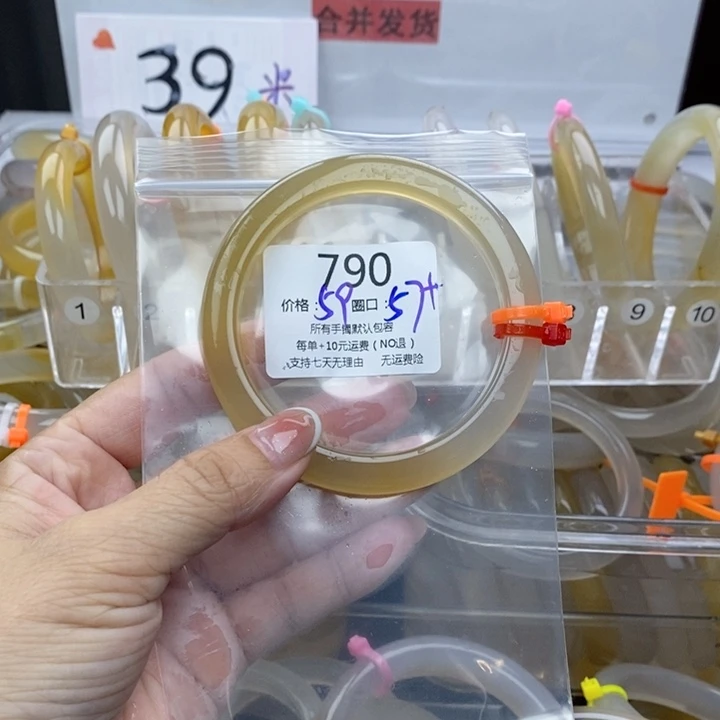 合并发货
39 米
790
价格：59 圈口：57+
所有手镯默认包容
每单+10元运费（NO退）
支持七天无理由 无运费险
1
2
8
9
10